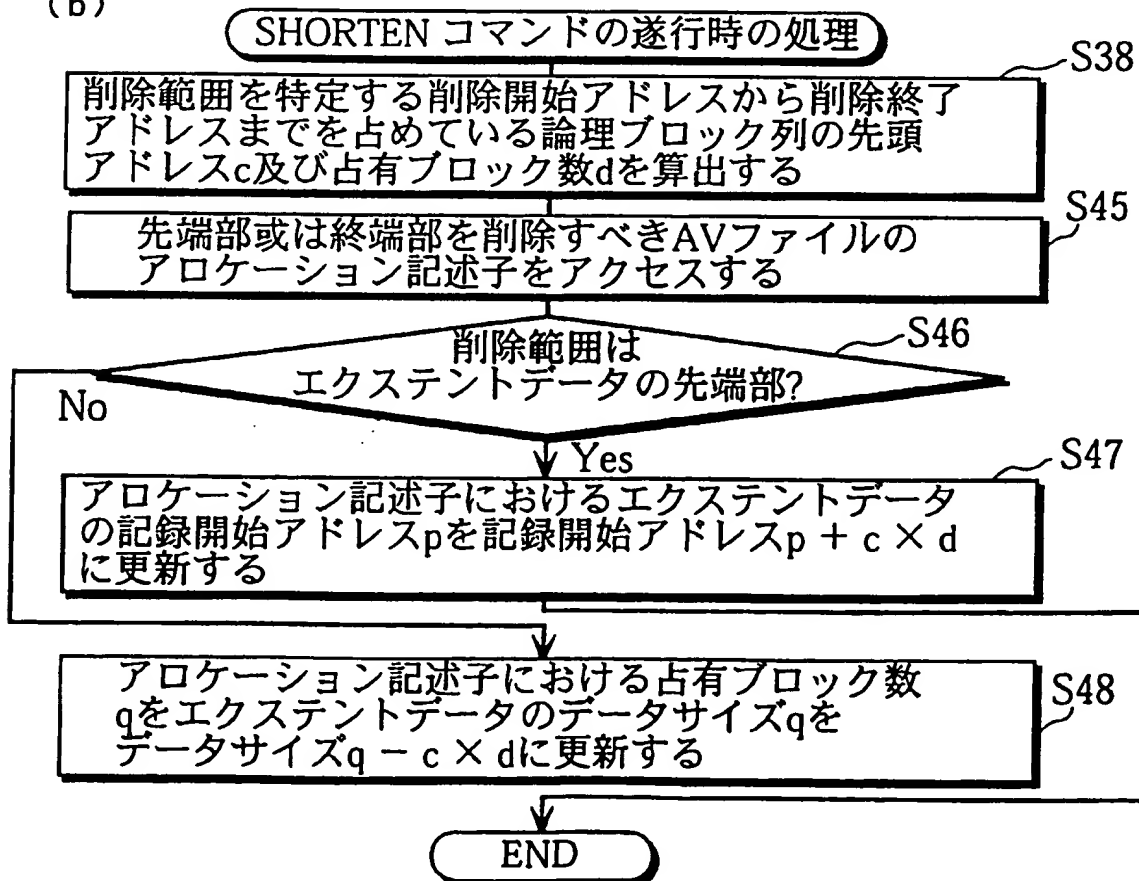 (b)
SHORTEN コマンドの遂行時の処理
S38
削除範囲を特定する削除開始アドレスから削除終了
アドレスまでを占めている論理ブロック列の先頭
アドレスc及び占有ブロック数dを算出する
S45
先端部或は終端部を削除すべきAVファイルの
アロケーション記述子をアクセスする
S46
削除範囲は
エクステントデータの先端部?
No
Yes
S47
アロケーション記述子におけるエクステントデータ
の記録開始アドレスpを記録開始アドレスp + c × d
に更新する
S48
アロケーション記述子における占有ブロック数
qをエクステントデータのデータサイズqを
データサイズq − c × dに更新する
END